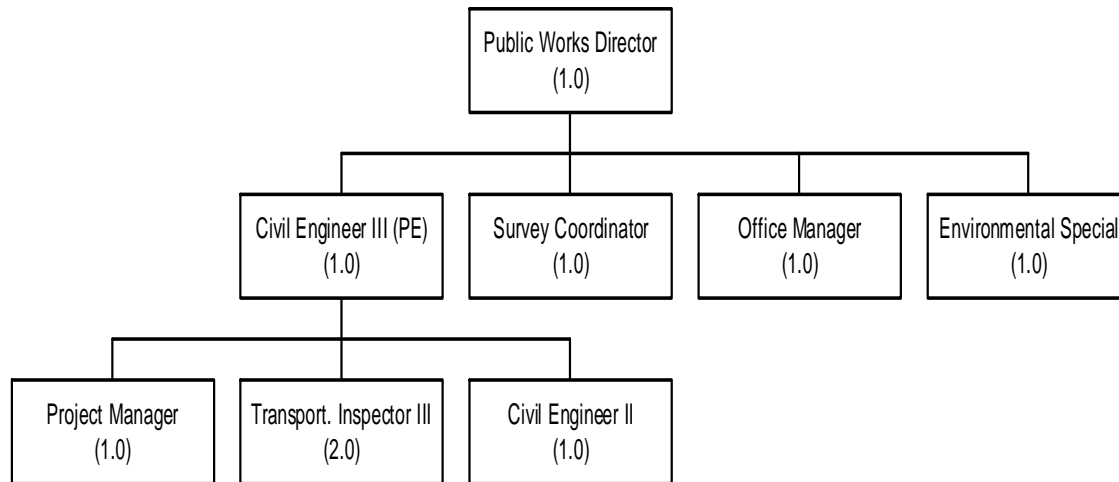 Public Works Director
(1.0)
Civil Engineer III (PE)
(1.0)
Survey Coordinator
(1.0)
Office Manager
(1.0)
Environmental Special
(1.0)
Project Manager
(1.0)
Transport. Inspector III
(2.0)
Civil Engineer II
(1.0)